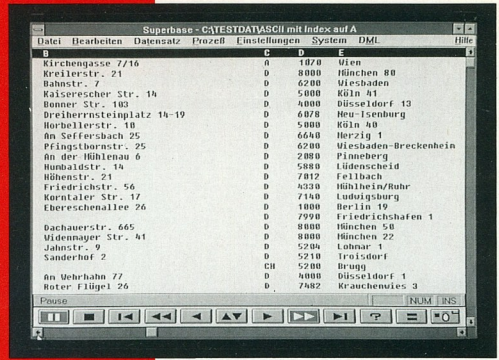 Superbase - C:\TESTDAT\ASCII mit Index auf A
Datei Bearbeiten Datensatz Prozeß Einstellungen System DML Hilfe
B C D E
Kirchengasse 7/16 A 1070 Wien
Kreilerstr. 21 D 8000 München 80
Bahnstr. 7 D 6200 Wiesbaden
Kaiserescher Str. 14 D 5000 Köln 41
Bonner Str. 103 D 4000 Düsseldorf 13
Dreiherrnsteinplatz 14-19 D 6078 Neu-Isenburg
Horbellerstr. 10 D 5000 Köln 40
Am Seffersbach 25 D 6640 Merzig 1
Pfingstbornstr. 25 D 6200 Wiesbaden-Breckenheim
An der Mühlenau 6 D 2080 Pinneberg
Humbaldstr. 14 D 5880 Lüdenscheid
Höhenstr. 21 D 7012 Fellbach
Friedrichstr. 56 D 4330 Mühlheim/Ruhr
Korntaler Str. 17 D 7140 Ludwigsburg
Ebereschenallee 26 D 1000 Berlin 19
D 7990 Friedrichshafen 1
Dachauerstr. 665 D 8000 München 50
Widenmayer Str. 41 D 8000 München 22
Jahnstr. 9 D 5204 Lohmar 1
Sanderhof 2 D 5210 Troisdorf
CH 5200 Brugg
Am Wehrhahn 77 D 4000 Düsseldorf 1
Roter Flügel 26 D 7482 Krauchenwies 3
Pause NUM INS